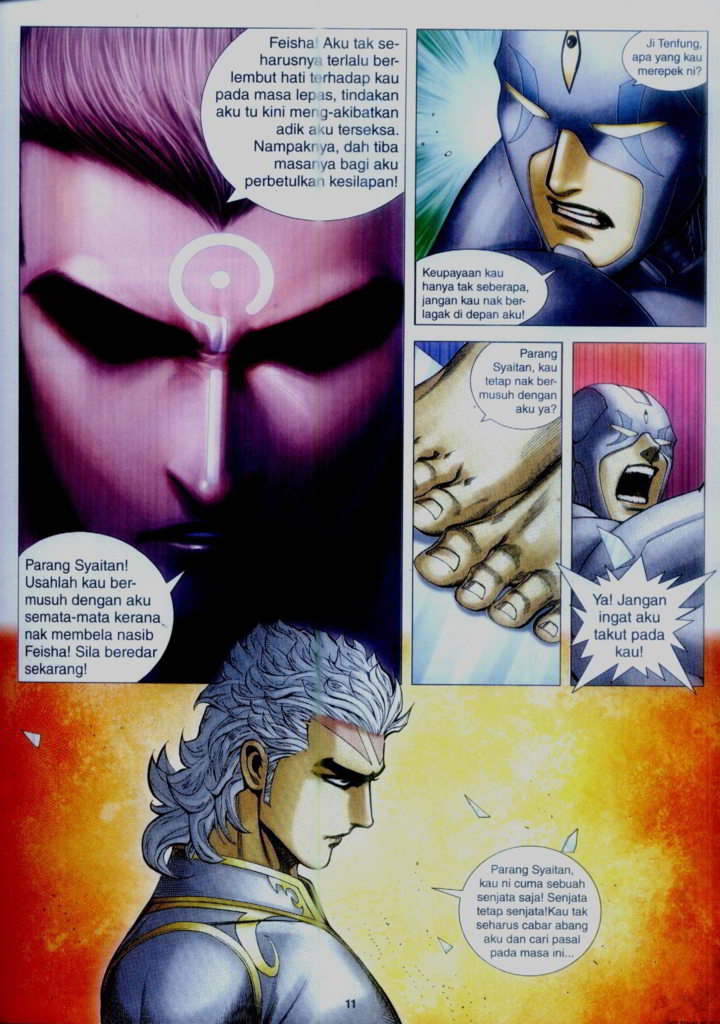 Feisha! Aku tak se-
harusnya terlalu ber-
lembut hati terhadap kau
pada masa lepas, tindakan
aku tu kini meng-akibatkan
adik aku terseksa.
Nampaknya, dah tiba
masanya bagi aku
perbetulkan kesilapan!
Parang Syaitan!
Usahlah kau ber-
musuh dengan aku
semata-mata kerana
nak membela nasib
Feisha! Sila beredar
sekarang!
Ji Tenfung,
apa yang kau
merepek ni?
Keupayaan kau
hanya tak seberapa,
jangan kau nak ber-
lagak di depan aku!
Parang
Syaitan, kau
tetap nak ber-
musuh dengan
aku ya?
Ya! Jangan
ingat aku
takut pada
kau!
Parang Syaitan,
kau ni cuma sebuah
senjata saja! Senjata
tetap senjata!Kau tak
seharus cabar abang
aku dan cari pasal
pada masa ini...
11